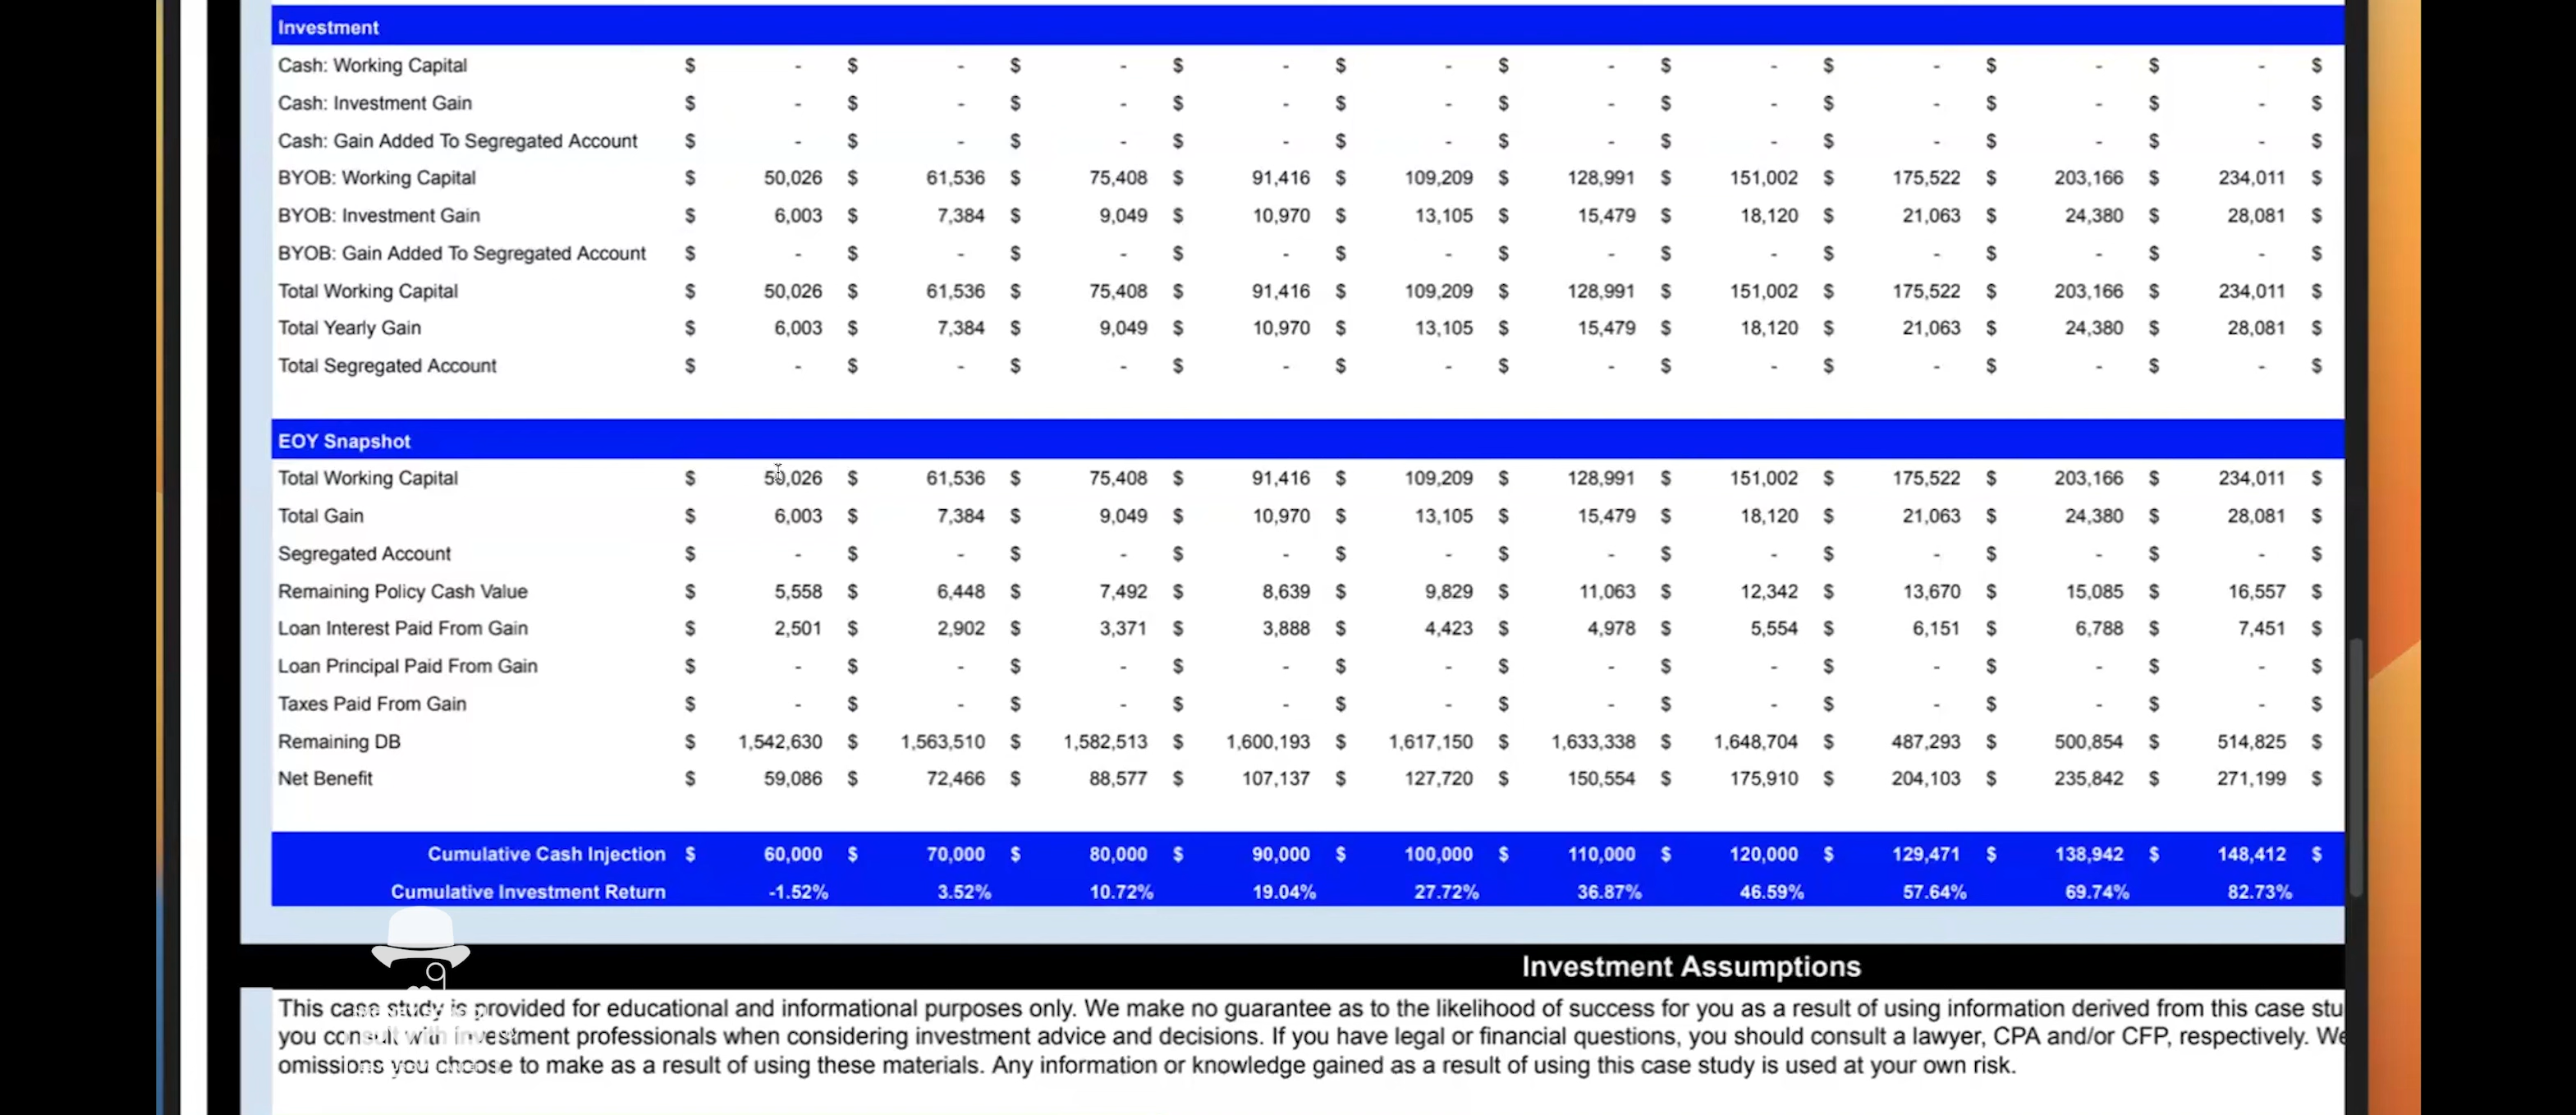 Investment
Cash: Working Capital $ - $ - $ - $ - $ - $ - $ - $ - $ - $ - $
Cash: Investment Gain $ - $ - $ - $ - $ - $ - $ - $ - $ - $ - $
Cash: Gain Added To Segregated Account $ - $ - $ - $ - $ - $ - $ - $ - $ - $ - $
BYOB: Working Capital $ 50,026 $ 61,536 $ 75,408 $ 91,416 $ 109,209 $ 128,991 $ 151,002 $ 175,522 $ 203,166 $ 234,011 $
BYOB: Investment Gain $ 6,003 $ 7,384 $ 9,049 $ 10,970 $ 13,105 $ 15,479 $ 18,120 $ 21,063 $ 24,380 $ 28,081 $
BYOB: Gain Added To Segregated Account $ - $ - $ - $ - $ - $ - $ - $ - $ - $ - $
Total Working Capital $ 50,026 $ 61,536 $ 75,408 $ 91,416 $ 109,209 $ 128,991 $ 151,002 $ 175,522 $ 203,166 $ 234,011 $
Total Yearly Gain $ 6,003 $ 7,384 $ 9,049 $ 10,970 $ 13,105 $ 15,479 $ 18,120 $ 21,063 $ 24,380 $ 28,081 $
Total Segregated Account $ - $ - $ - $ - $ - $ - $ - $ - $ - $ - $
EOY Snapshot
Total Working Capital $ 50,026 $ 61,536 $ 75,408 $ 91,416 $ 109,209 $ 128,991 $ 151,002 $ 175,522 $ 203,166 $ 234,011 $
Total Gain $ 6,003 $ 7,384 $ 9,049 $ 10,970 $ 13,105 $ 15,479 $ 18,120 $ 21,063 $ 24,380 $ 28,081 $
Segregated Account $ - $ - $ - $ - $ - $ - $ - $ - $ - $ - $
Remaining Policy Cash Value $ 5,558 $ 6,448 $ 7,492 $ 8,639 $ 9,829 $ 11,063 $ 12,342 $ 13,670 $ 15,085 $ 16,557 $
Loan Interest Paid From Gain $ 2,501 $ 2,902 $ 3,371 $ 3,888 $ 4,423 $ 4,978 $ 5,554 $ 6,151 $ 6,788 $ 7,451 $
Loan Principal Paid From Gain $ - $ - $ - $ - $ - $ - $ - $ - $ - $ - $
Taxes Paid From Gain $ - $ - $ - $ - $ - $ - $ - $ - $ - $ - $
Remaining DB $ 1,542,630 $ 1,563,510 $ 1,582,513 $ 1,600,193 $ 1,617,150 $ 1,633,338 $ 1,648,704 $ 487,293 $ 500,854 $ 514,825 $
Net Benefit $ 59,086 $ 72,466 $ 88,577 $ 107,137 $ 127,720 $ 150,554 $ 175,910 $ 204,103 $ 235,842 $ 271,199 $
Cumulative Cash Injection $ 60,000 $ 70,000 $ 80,000 $ 90,000 $ 100,000 $ 110,000 $ 120,000 $ 129,471 $ 138,942 $ 148,412 $
Cumulative Investment Return -1.52% 3.52% 10.72% 19.04% 27.72% 36.87% 46.59% 57.64% 69.74% 82.73%
Investment Assumptions
This case study is provided for educational and informational purposes only. We make no guarantee as to the likelihood of success for you as a result of using information derived from this case stu
you consult with investment professionals when considering investment advice and decisions. If you have legal or financial questions, you should consult a lawyer, CPA and/or CFP, respectively. We
omissions you choose to make as a result of using these materials. Any information or knowledge gained as a result of using this case study is used at your own risk.